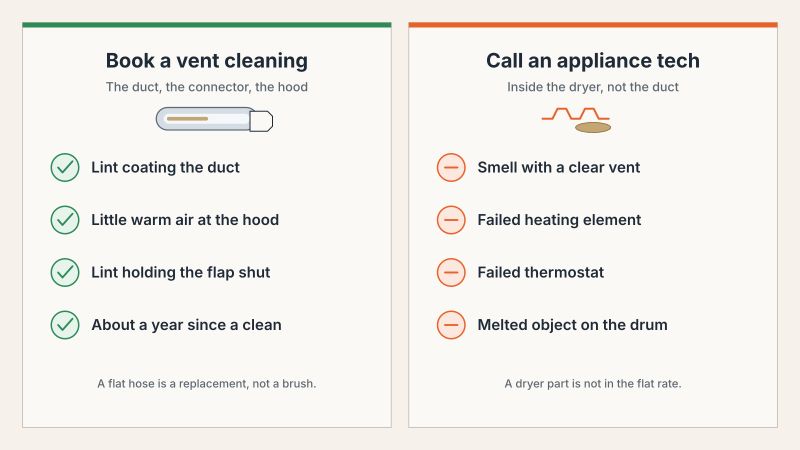 Book a vent cleaning
The duct, the connector, the hood
Lint coating the duct
Little warm air at the hood
Lint holding the flap shut
About a year since a clean
A flat hose is a replacement, not a brush.
Call an appliance tech
Inside the dryer, not the duct
Smell with a clear vent
Failed heating element
Failed thermostat
Melted object on the drum
A dryer part is not in the flat rate.